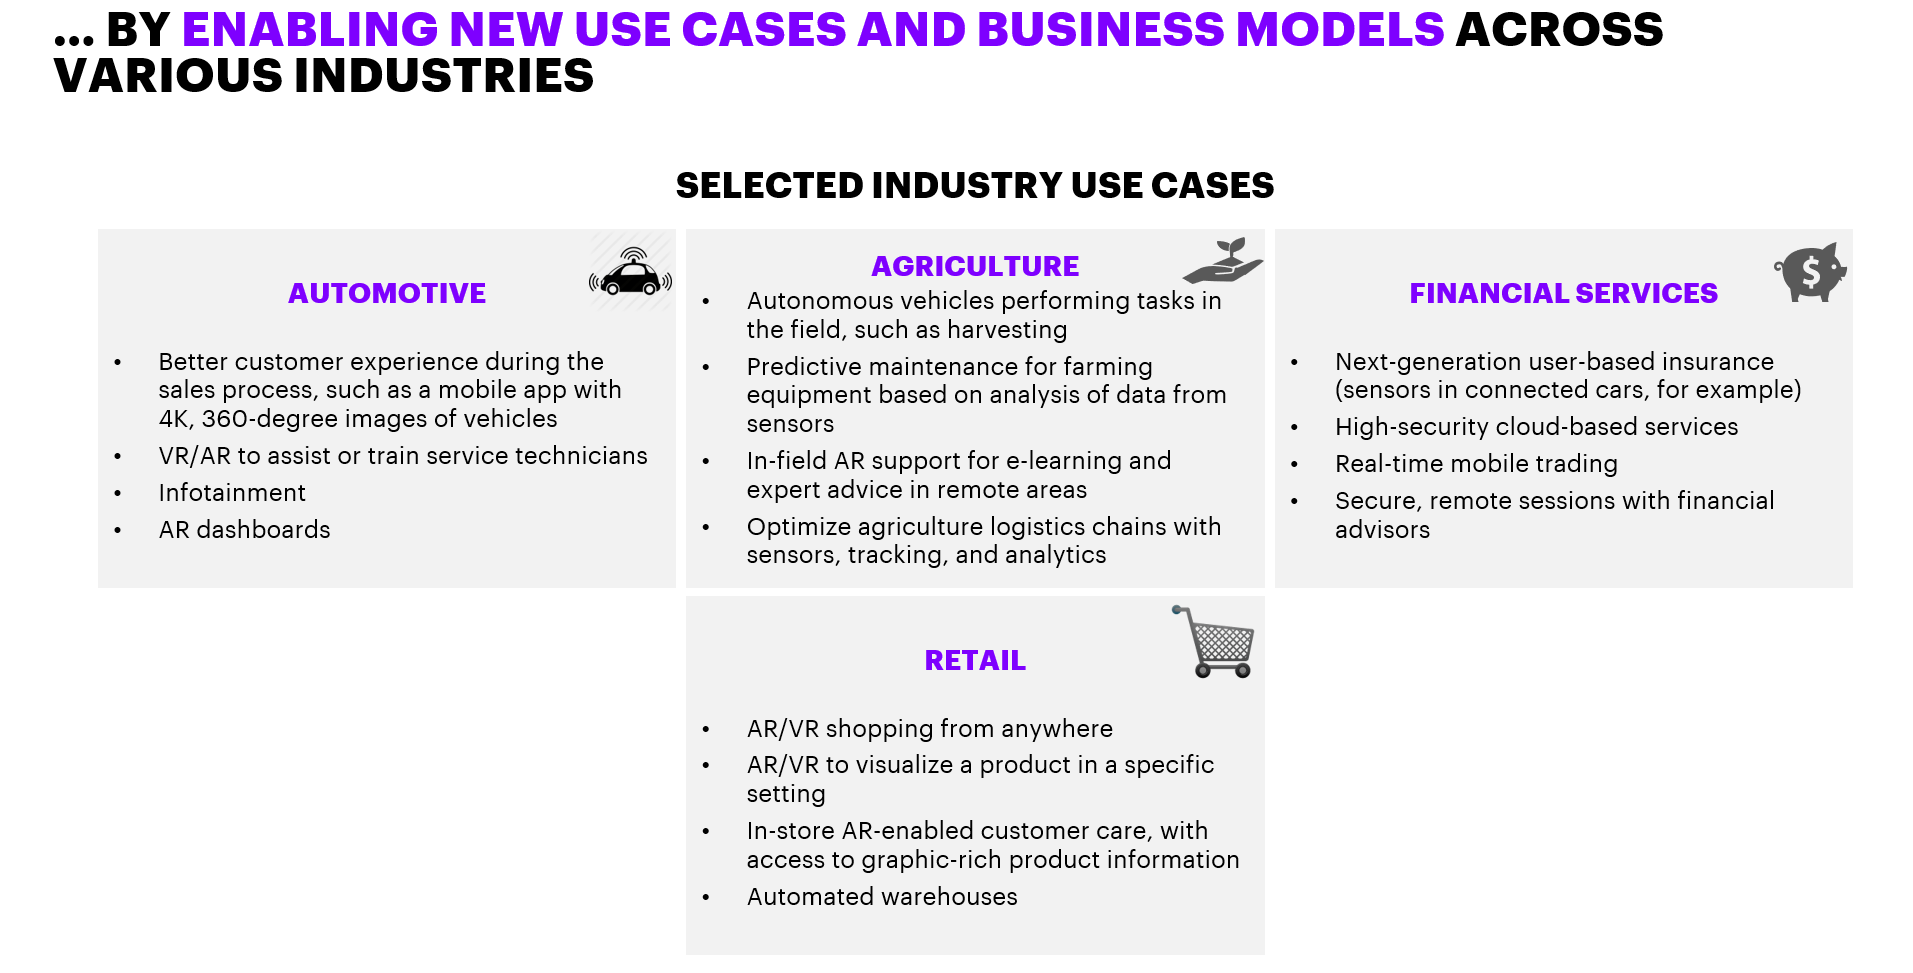 ... BY ENABLING NEW USE CASES AND BUSINESS MODELS ACROSS
VARIOUS INDUSTRIES
SELECTED INDUSTRY USE CASES
AUTOMOTIVE
• Better customer experience during the
sales process, such as a mobile app with
4K, 360-degree images of vehicles
• VR/AR to assist or train service technicians
• Infotainment
• AR dashboards
AGRICULTURE
• Autonomous vehicles performing tasks in
the field, such as harvesting
• Predictive maintenance for farming
equipment based on analysis of data from
sensors
• In-field AR support for e-learning and
expert advice in remote areas
• Optimize agriculture logistics chains with
sensors, tracking, and analytics
FINANCIAL SERVICES
$
• Next-generation user-based insurance
(sensors in connected cars, for example)
• High-security cloud-based services
• Real-time mobile trading
• Secure, remote sessions with financial
advisors
RETAIL
• AR/VR shopping from anywhere
• AR/VR to visualize a product in a specific
setting
• In-store AR-enabled customer care, with
access to graphic-rich product information
• Automated warehouses